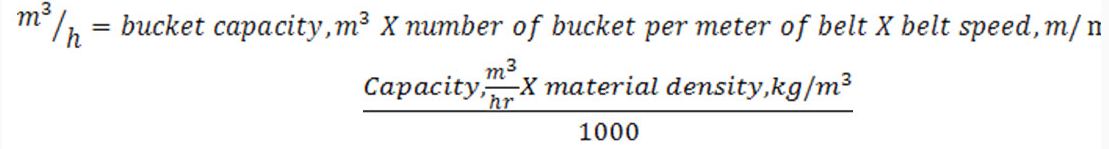 m³/h = bucket capacity,m³ X number of bucket per meter of belt X belt speed,m/
Capacity,m³/hr X material density,kg/m³
1000